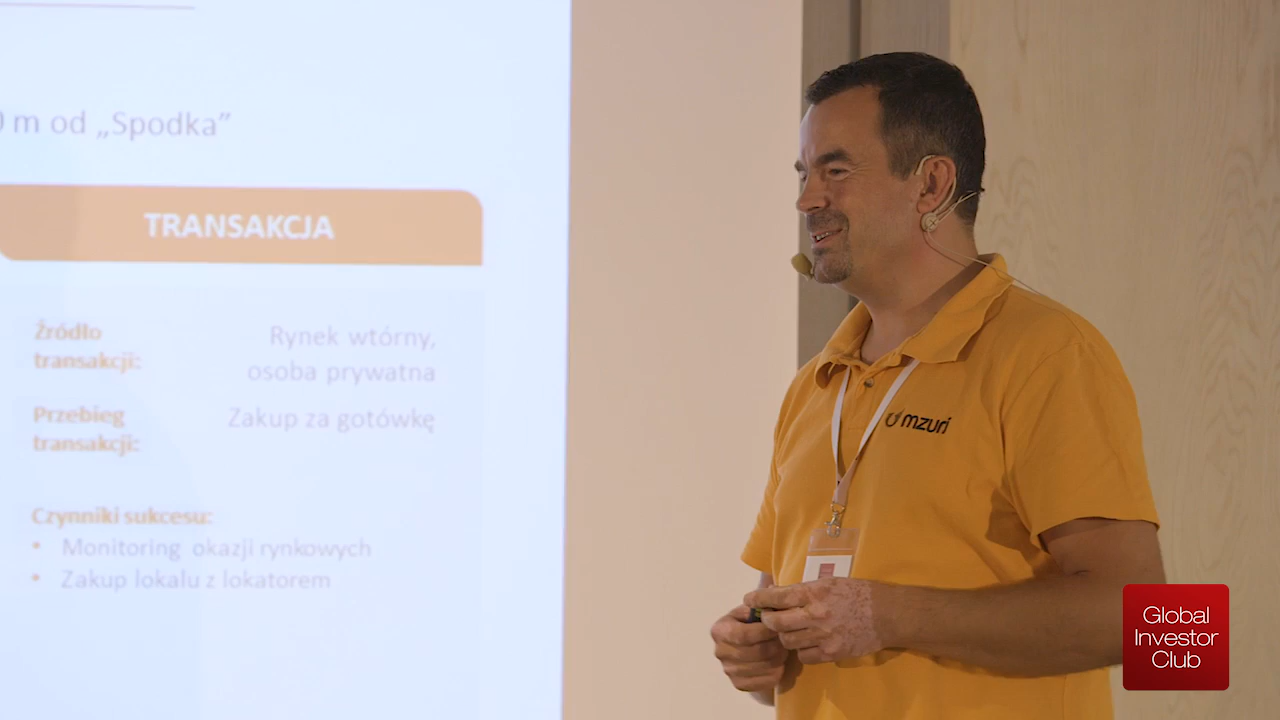 m od „Spodka”
TRANSAKCJA
Źródło
transakcji:
Rynek wtórny,
osoba prywatna
Przebieg
transakcji:
Zakup za gotówkę
Czynniki sukcesu:
• Monitoring okazji rynkowych
• Zakup lokalu z lokatorem
mzuri
Global
Investor
Club